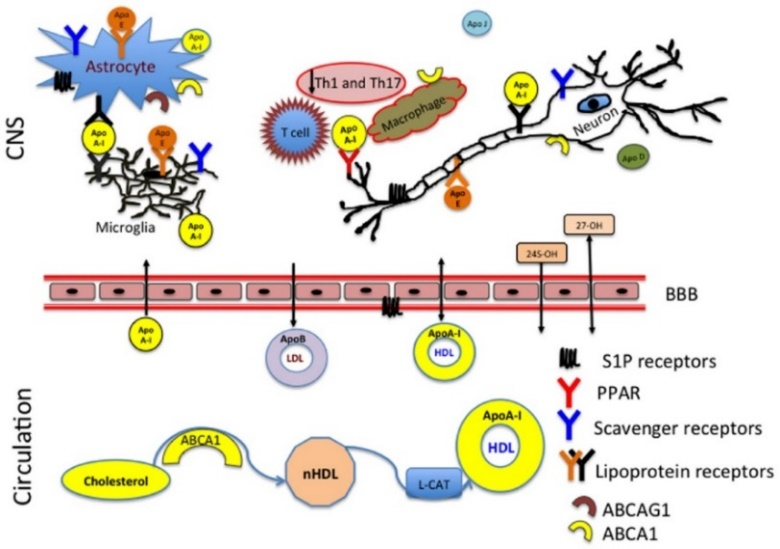 CNS
Apo
E
Apo
A-I
Astrocyte
Apo
A-I
Apo
E
Microglia
Apo
A-I
Apo J
Th1 and Th17
T cell
Macrophage
Apo
A-I
Apo
A-I
Neuron
Apo
E
Apo D
27-OH
24S-OH
BBB
Apo
A-I
ApoB
LDL
ApoA-I
HDL
Circulation
Cholesterol
ABCA1
nHDL
L-CAT
ApoA-I
HDL
S1P receptors
PPAR
Scavenger receptors
Lipoprotein receptors
ABCAG1
ABCA1